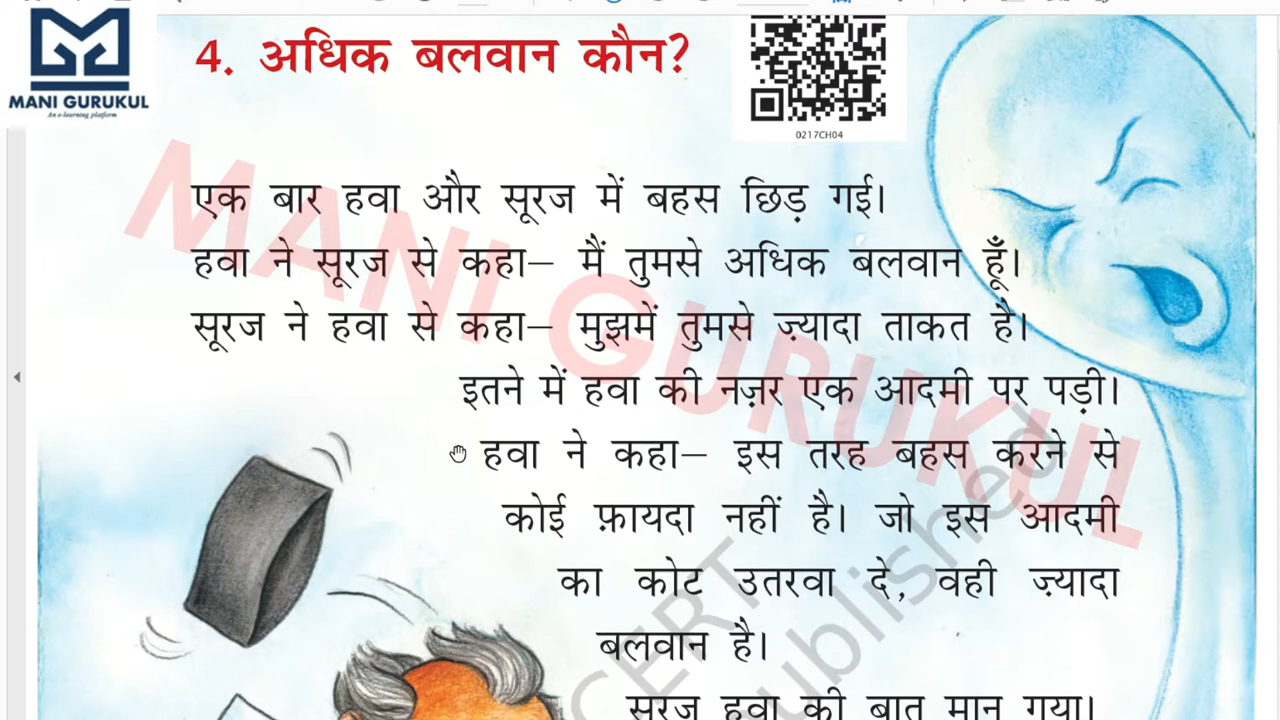 MANI GURUKUL
An e-learning platform
4. अधिक बलवान कौन?
0217CH04
एक बार हवा और सूरज में बहस छिड़ गई।
हवा ने सूरज से कहा– मैं तुमसे अधिक बलवान हूँ।
सूरज ने हवा से कहा– मुझमें तुमसे ज़्यादा ताकत है।
इतने में हवा की नज़र एक आदमी पर पड़ी।
हवा ने कहा– इस तरह बहस करने से
कोई फ़ायदा नहीं है। जो इस आदमी
का कोट उतरवा दे, वही ज़्यादा
बलवान है।
सूरज हवा की बात मान गया।
MANI GURUKUL